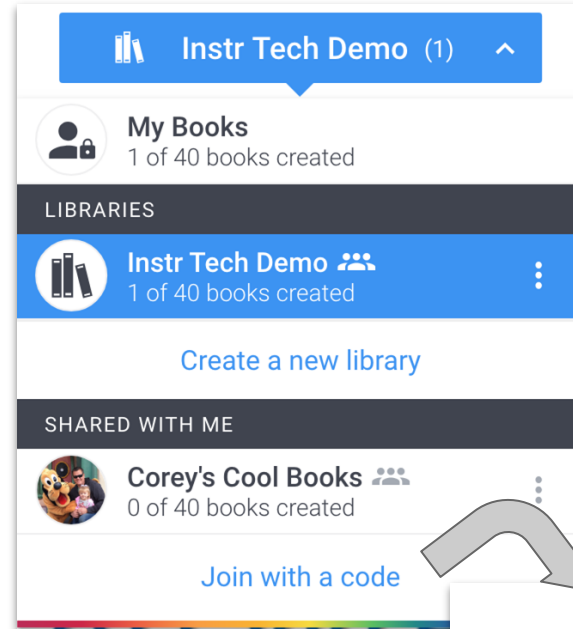 Instr Tech Demo (1)
My Books
1 of 40 books created
LIBRARIES
Instr Tech Demo
1 of 40 books created
Create a new library
SHARED WITH ME
Corey's Cool Books
0 of 40 books created
Join with a code